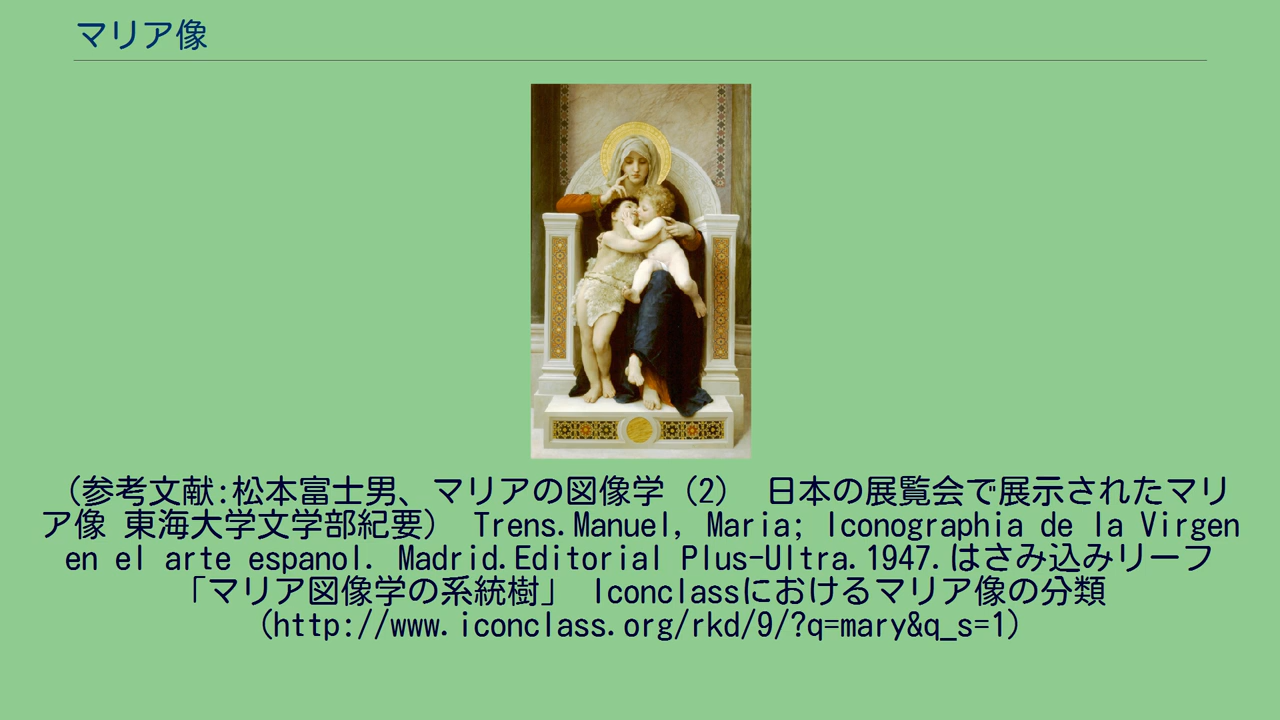 マリア像
（参考文献:松本富士男、マリアの図像学（2） 日本の展覧会で展示されたマリ
ア像 東海大学文学部紀要） Trens.Manuel, Maria; Iconographia de la Virgen
en el arte espanol. Madrid.Editorial Plus-Ultra.1947.はさみ込みリーフ
「マリア図像学の系統樹」 Iconclassにおけるマリア像の分類
（http://www.iconclass.org/rkd/9/?q=mary&q_s=1）